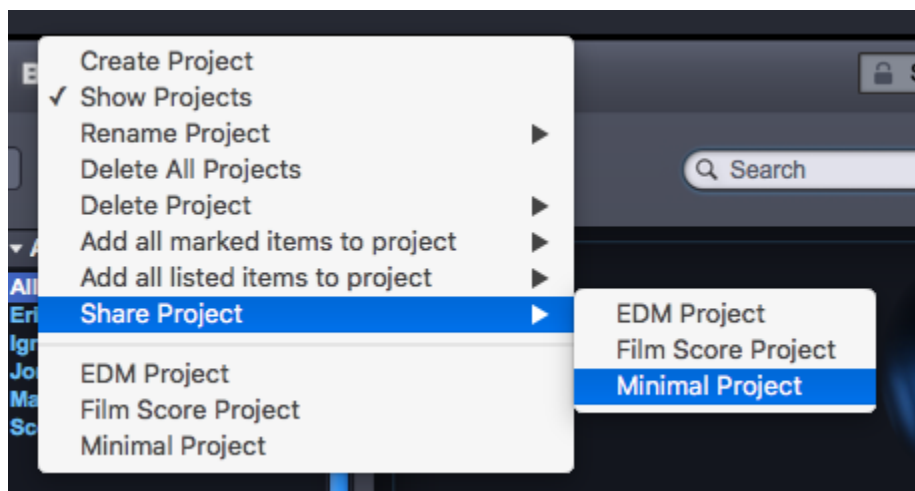 Create Project
✓ Show Projects
Rename Project
Delete All Projects
Delete Project
Add all marked items to project
Add all listed items to project
Share Project
EDM Project
Film Score Project
Minimal Project
EDM Project
Film Score Project
Minimal Project
Search
All